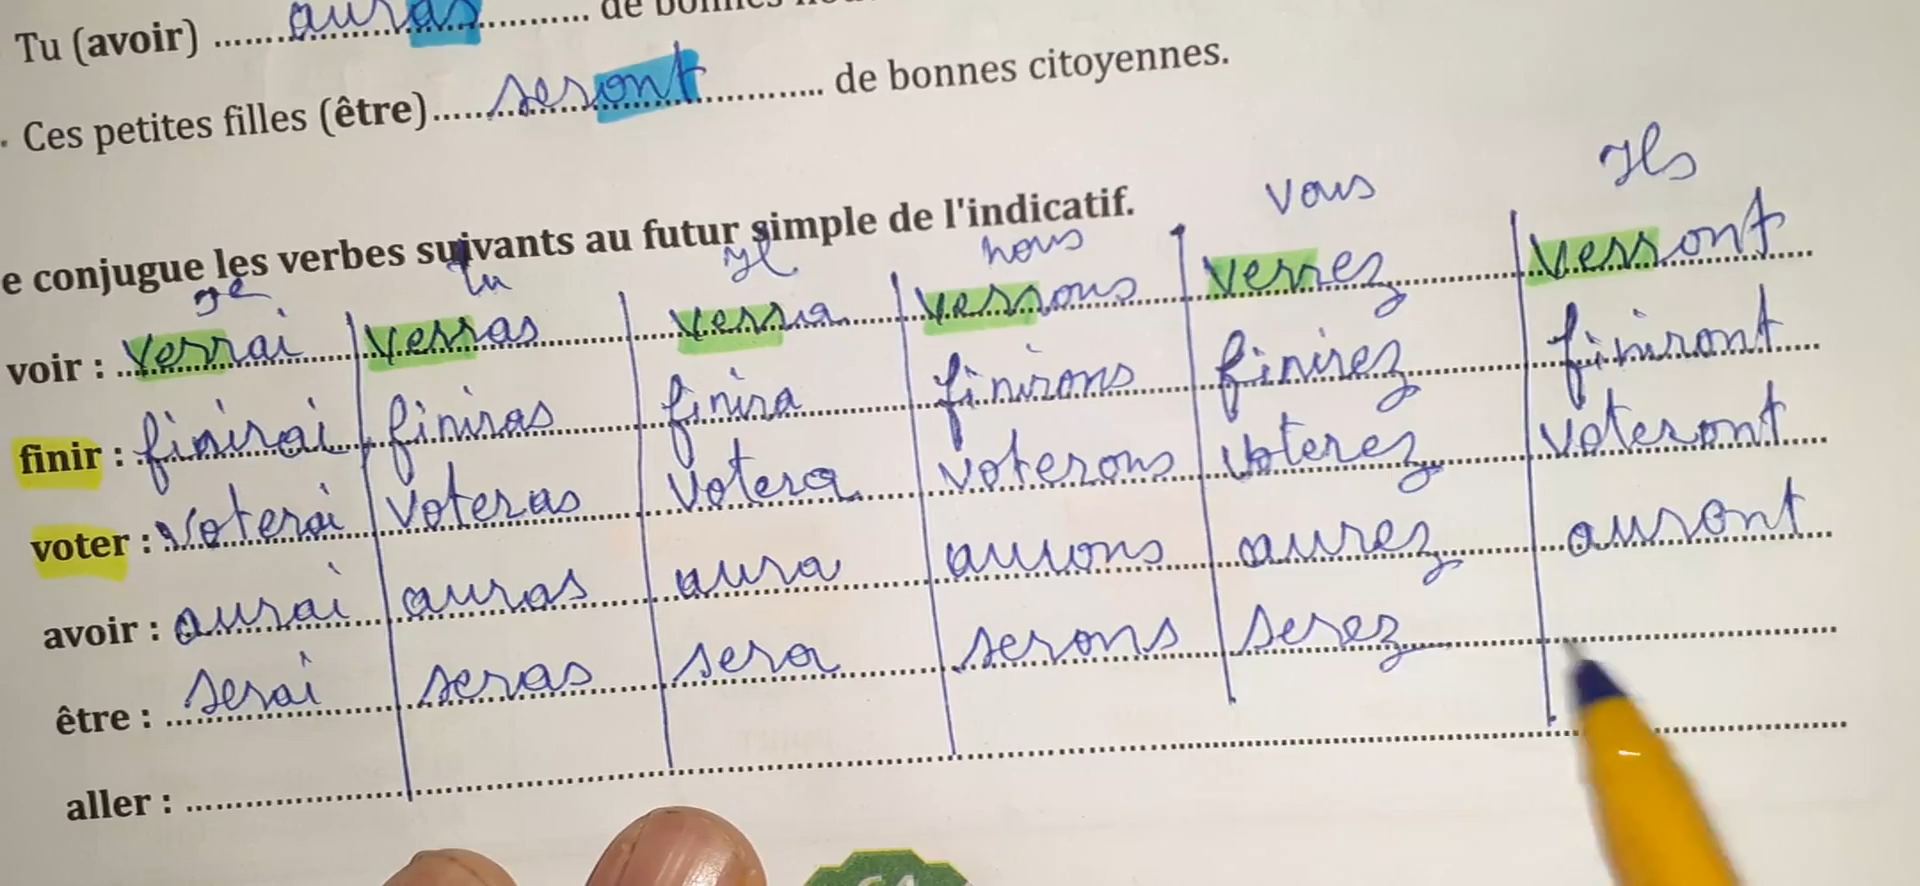 Tu (avoir) ..........auras.......... de bonnes
Ces petites filles (être)..........seront.......... de bonnes citoyennes.
e conjugue les verbes suivants au futur simple de l'indicatif.
je tu il nous vous Ils
voir : verrai verras verra verrons verrez verront
finir : finirai finiras finira finirons finirez finiront
voter : voterai voteras votera voterons voterez voteront
avoir : aurai auras aura aurons aurez auront
être : serai seras sera serons serez
aller :